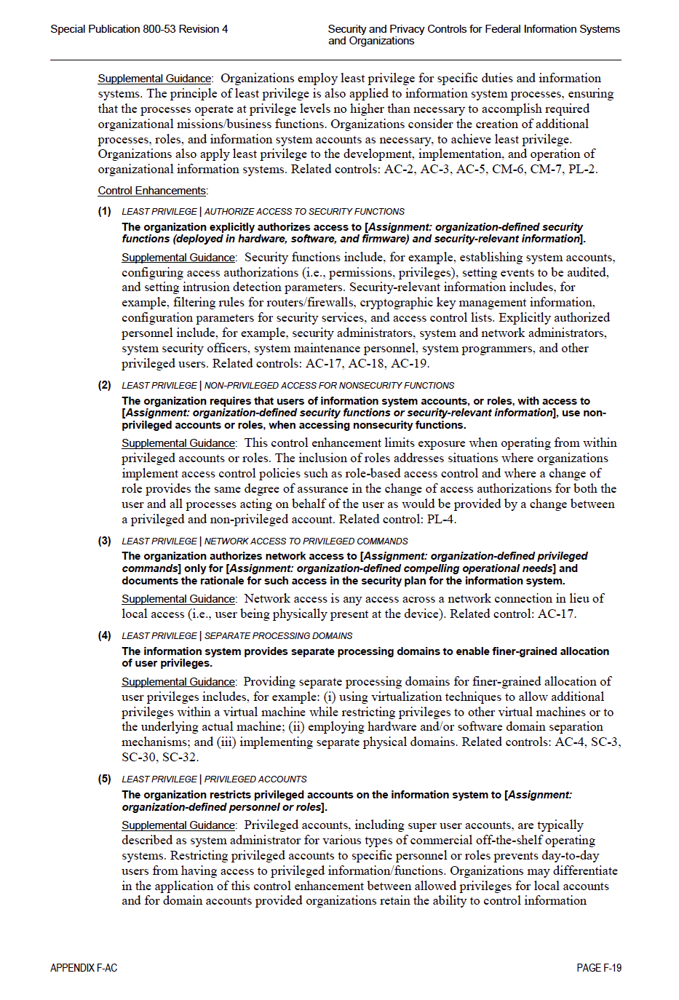 Special Publication 800-53 Revision 4
Security and Privacy Controls for Federal Information Systems
and Organizations
Supplemental Guidance: Organizations employ least privilege for specific duties and information
systems. The principle of least privilege is also applied to information system processes, ensuring
that the processes operate at privilege levels no higher than necessary to accomplish required
organizational missions/business functions. Organizations consider the creation of additional
processes, roles, and information system accounts as necessary, to achieve least privilege.
Organizations also apply least privilege to the development, implementation, and operation of
organizational information systems. Related controls: AC-2, AC-3, AC-5, CM-6, CM-7, PL-2.
Control Enhancements:
(1) LEAST PRIVILEGE | AUTHORIZE ACCESS TO SECURITY FUNCTIONS
The organization explicitly authorizes access to [Assignment: organization-defined security
functions (deployed in hardware, software, and firmware) and security-relevant information].
Supplemental Guidance: Security functions include, for example, establishing system accounts,
configuring access authorizations (i.e., permissions, privileges), setting events to be audited,
and setting intrusion detection parameters. Security-relevant information includes, for
example, filtering rules for routers/firewalls, cryptographic key management information,
configuration parameters for security services, and access control lists. Explicitly authorized
personnel include, for example, security administrators, system and network administrators,
system security officers, system maintenance personnel, system programmers, and other
privileged users. Related controls: AC-17, AC-18, AC-19.
(2) LEAST PRIVILEGE | NON-PRIVILEGED ACCESS FOR NONSECURITY FUNCTIONS
The organization requires that users of information system accounts, or roles, with access to
[Assignment: organization-defined security functions or security-relevant information], use non-
privileged accounts or roles, when accessing nonsecurity functions.
Supplemental Guidance: This control enhancement limits exposure when operating from within
privileged accounts or roles. The inclusion of roles addresses situations where organizations
implement access control policies such as role-based access control and where a change of
role provides the same degree of assurance in the change of access authorizations for both the
user and all processes acting on behalf of the user as would be provided by a change between
a privileged and non-privileged account. Related control: PL-4.
(3) LEAST PRIVILEGE | NETWORK ACCESS TO PRIVILEGED COMMANDS
The organization authorizes network access to [Assignment: organization-defined privileged
commands] only for [Assignment: organization-defined compelling operational needs] and
documents the rationale for such access in the security plan for the information system.
Supplemental Guidance: Network access is any access across a network connection in lieu of
local access (i.e., user being physically present at the device). Related control: AC-17.
(4) LEAST PRIVILEGE | SEPARATE PROCESSING DOMAINS
The information system provides separate processing domains to enable finer-grained allocation
of user privileges.
Supplemental Guidance: Providing separate processing domains for finer-grained allocation of
user privileges includes, for example: (i) using virtualization techniques to allow additional
privileges within a virtual machine while restricting privileges to other virtual machines or to
the underlying actual machine; (ii) employing hardware and/or software domain separation
mechanisms; and (iii) implementing separate physical domains. Related controls: AC-4, SC-3,
SC-30, SC-32.
(5) LEAST PRIVILEGE | PRIVILEGED ACCOUNTS
The organization restricts privileged accounts on the information system to [Assignment:
organization-defined personnel or roles].
Supplemental Guidance: Privileged accounts, including super user accounts, are typically
described as system administrator for various types of commercial off-the-shelf operating
systems. Restricting privileged accounts to specific personnel or roles prevents day-to-day
users from having access to privileged information/functions. Organizations may differentiate
in the application of this control enhancement between allowed privileges for local accounts
and for domain accounts provided organizations retain the ability to control information
APPENDIX F-AC
PAGE F-19